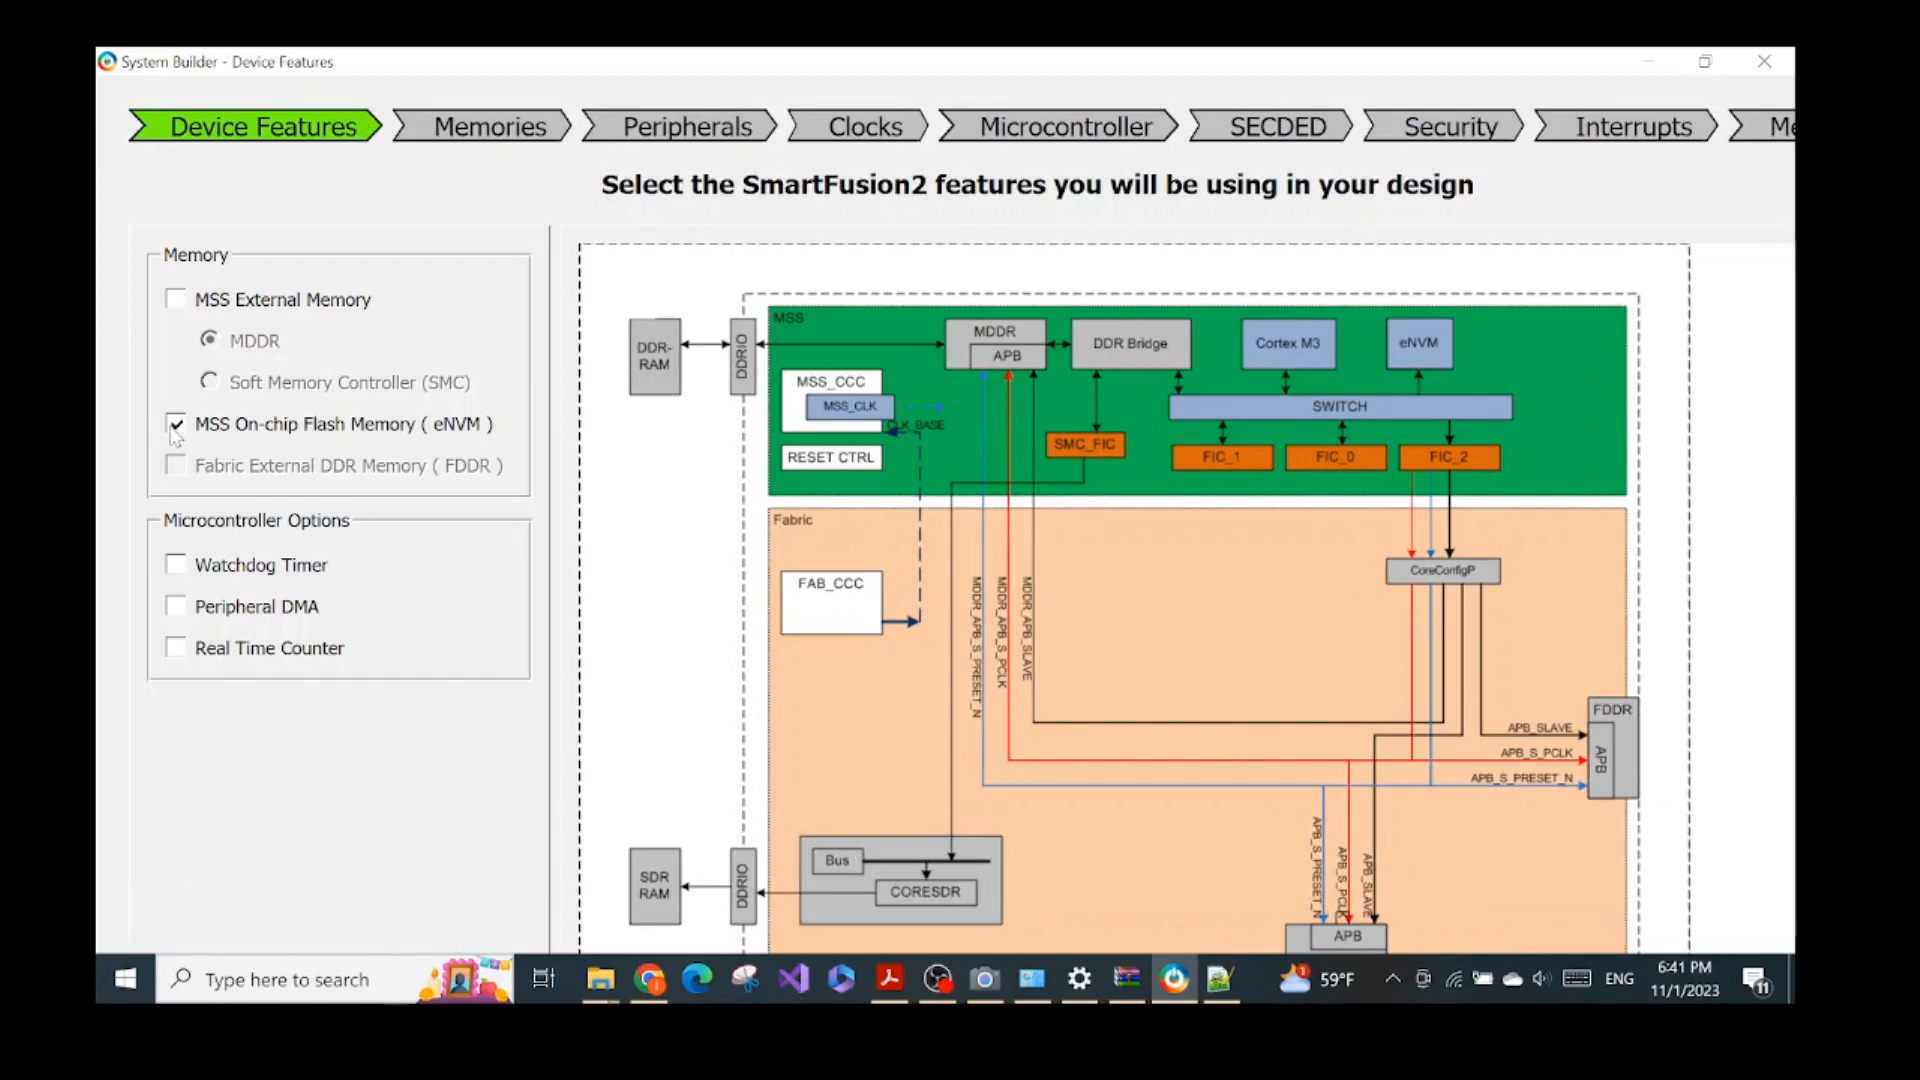 System Builder - Device Features
Device Features
Memories
Peripherals
Clocks
Microcontroller
SECDED
Security
Interrupts
Me
Select the SmartFusion2 features you will be using in your design
Memory
MSS External Memory
MDDR
Soft Memory Controller (SMC)
MSS On-chip Flash Memory ( eNVM )
Fabric External DDR Memory ( FDDR )
Microcontroller Options
Watchdog Timer
Peripheral DMA
Real Time Counter
MSS
DDR-
RAM
DDRIO
MDDR
APB
DDR Bridge
Cortex M3
eNVM
MSS_CCC
MSS_CLK
CLK_BASE
RESET CTRL
SWITCH
SMC_FIC
FIC_1
FIC_0
FIC_2
Fabric
FAB_CCC
CoreConfigP
MDDR_APB_S_PRESET_N
MDDR_APB_S_PCLK
MDDR_APB_SLAVE
FDDR
APB
APB_SLAVE
APB_S_PCLK
APB_S_PRESET_N
SDR
RAM
DDRIO
Bus
CORESDR
APB_S_PRESET_N
APB_S_PCLK
APB_SLAVE
APB
Type here to search
1
59°F
ENG
6:41 PM
11/1/2023
11